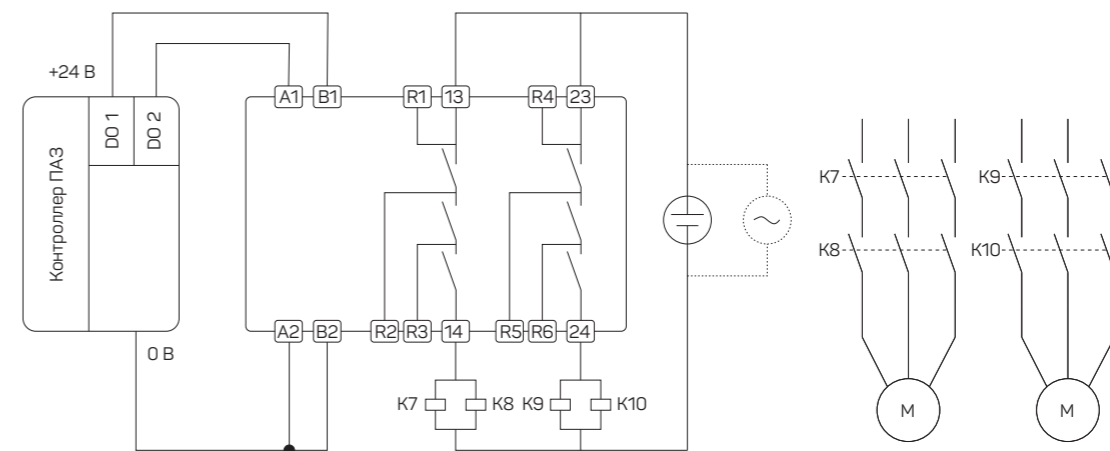 +24 В
Контроллер ПАЗ
DO 1
DO 2
0 В
A1 B1 R1 13 R4 23
A2 B2 R2 R3 14 R5 R6 24
K7 K8 K9 K10
K7 K9
K8 K10
M M